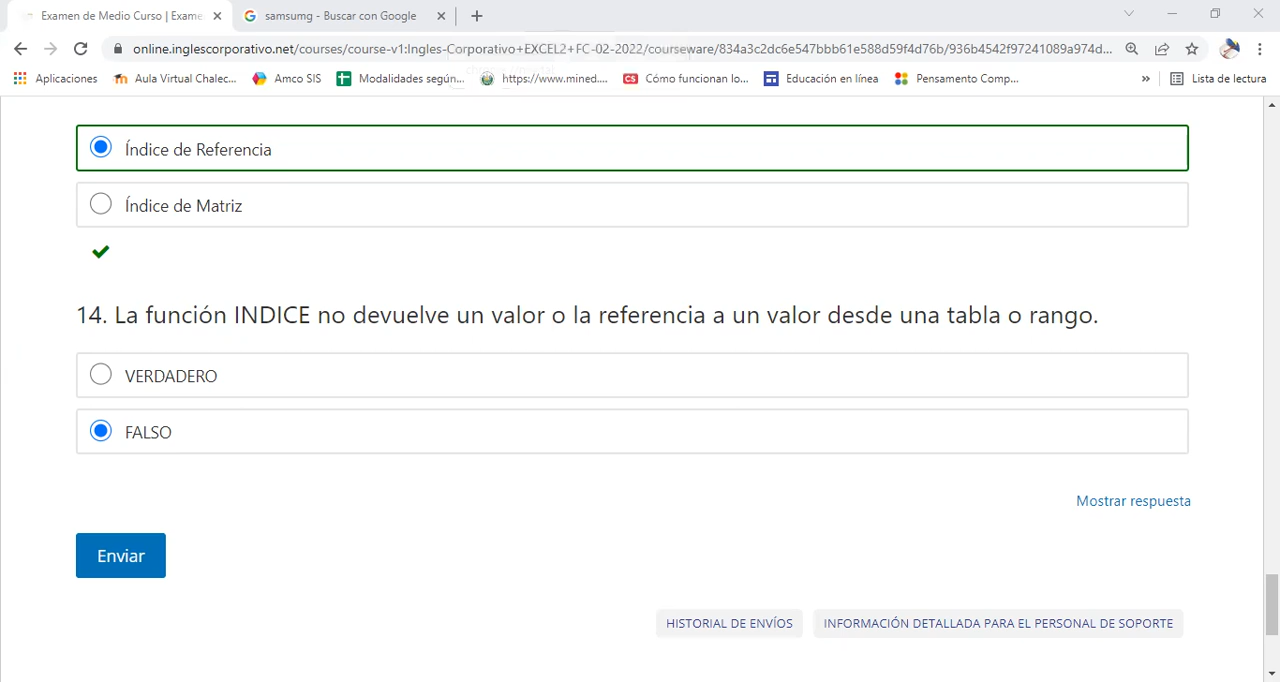 Examen de Medio Curso | Exame
samsumg - Buscar con Google
online.inglescorporativo.net/courses/course-v1:Ingles-Corporativo+EXCEL2+FC-02-2022/courseware/834a3c2dc6e547bbb61e588d59f4d76b/936b4542f97241089a974d...
Aplicaciones
Aula Virtual Chalec...
Amco SIS
Modalidades según,...
https://www.mined....
CS
Cómo funcionan lo...
Educación en línea
Pensamento Comp...
»
Lista de lectura
Índice de Referencia
Índice de Matriz
14. La función INDICE no devuelve un valor o la referencia a un valor desde una tabla o rango.
VERDADERO
FALSO
Mostrar respuesta
Enviar
HISTORIAL DE ENVÍOS
INFORMACIÓN DETALLADA PARA EL PERSONAL DE SOPORTE